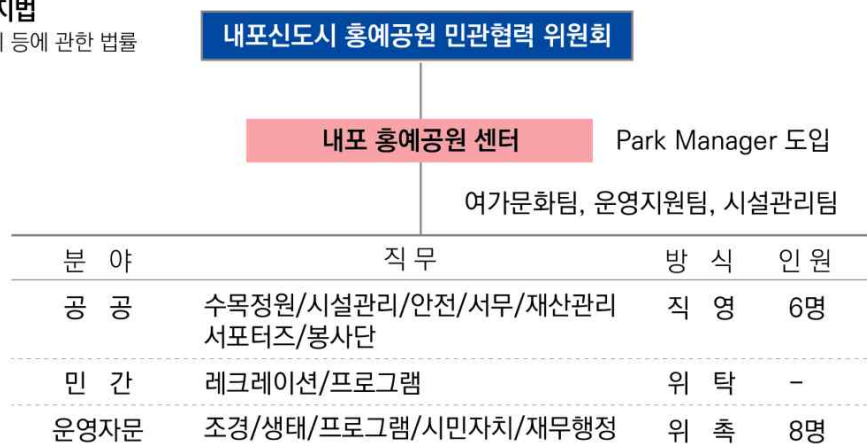 지법
등에 관한 법률
내포신도시 홍예공원 민관협력 위원회
내포 홍예공원 센터 Park Manager 도입
여가문화팀, 운영지원팀, 시설관리팀
분 야 직 무 방 식 인 원
공 공 수목정원/시설관리/안전/서무/재산관리 직 영 6명
서포터즈/봉사단
민 간 레크레이션/프로그램 위 탁 -
운영자문 조경/생태/프로그램/시민자치/재무행정 위 촉 8명